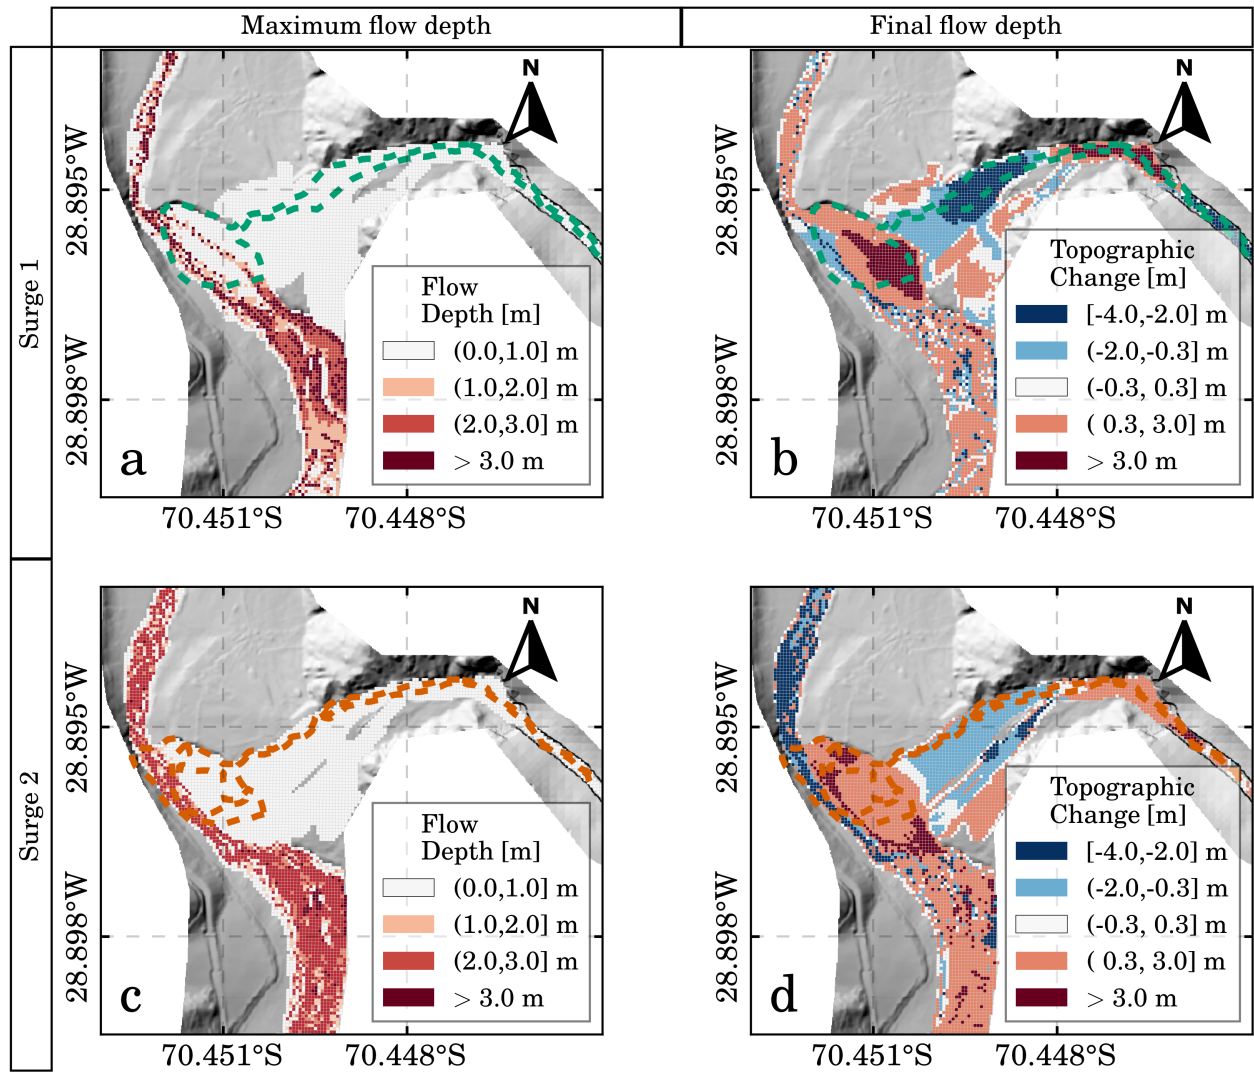 Maximum flow depth
Final flow depth
Surge 1
N
28.895°W
28.898°W
a
Flow
Depth [m]
(0.0,1.0] m
(1.0,2.0] m
(2.0,3.0] m
> 3.0 m
70.451°S
70.448°S
N
28.895°W
28.898°W
b
Topographic
Change [m]
[-4.0,-2.0] m
(-2.0,-0.3] m
(-0.3, 0.3] m
( 0.3, 3.0] m
> 3.0 m
70.451°S
70.448°S
Surge 2
N
28.895°W
28.898°W
c
Flow
Depth [m]
(0.0,1.0] m
(1.0,2.0] m
(2.0,3.0] m
> 3.0 m
70.451°S
70.448°S
N
28.895°W
28.898°W
d
Topographic
Change [m]
[-4.0,-2.0] m
(-2.0,-0.3] m
(-0.3, 0.3] m
( 0.3, 3.0] m
> 3.0 m
70.451°S
70.448°S